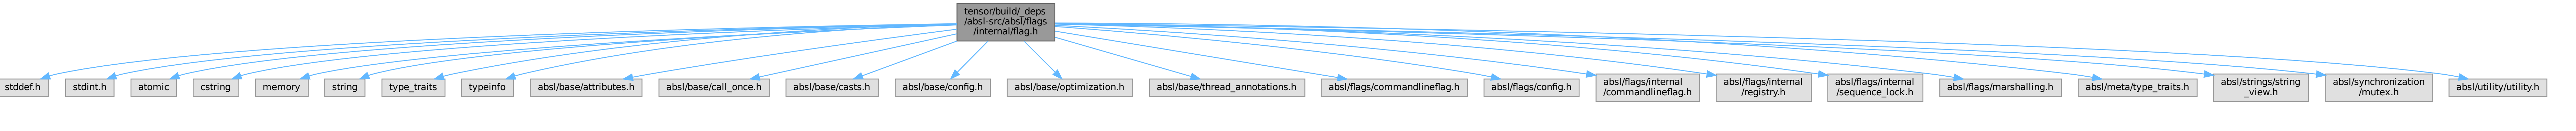 tensor/build/_deps
/absl-src/absl/flags
/internal/flag.h
stddef.h
stdint.h
atomic
cstring
memory
string
type_traits
typeinfo
absl/base/attributes.h
absl/base/call_once.h
absl/base/casts.h
absl/base/config.h
absl/base/optimization.h
absl/base/thread_annotations.h
absl/flags/commandlineflag.h
absl/flags/config.h
absl/flags/internal
/commandlineflag.h
absl/flags/internal
/registry.h
absl/flags/internal
/sequence_lock.h
absl/flags/marshalling.h
absl/meta/type_traits.h
absl/strings/string
_view.h
absl/synchronization
/mutex.h
absl/utility/utility.h